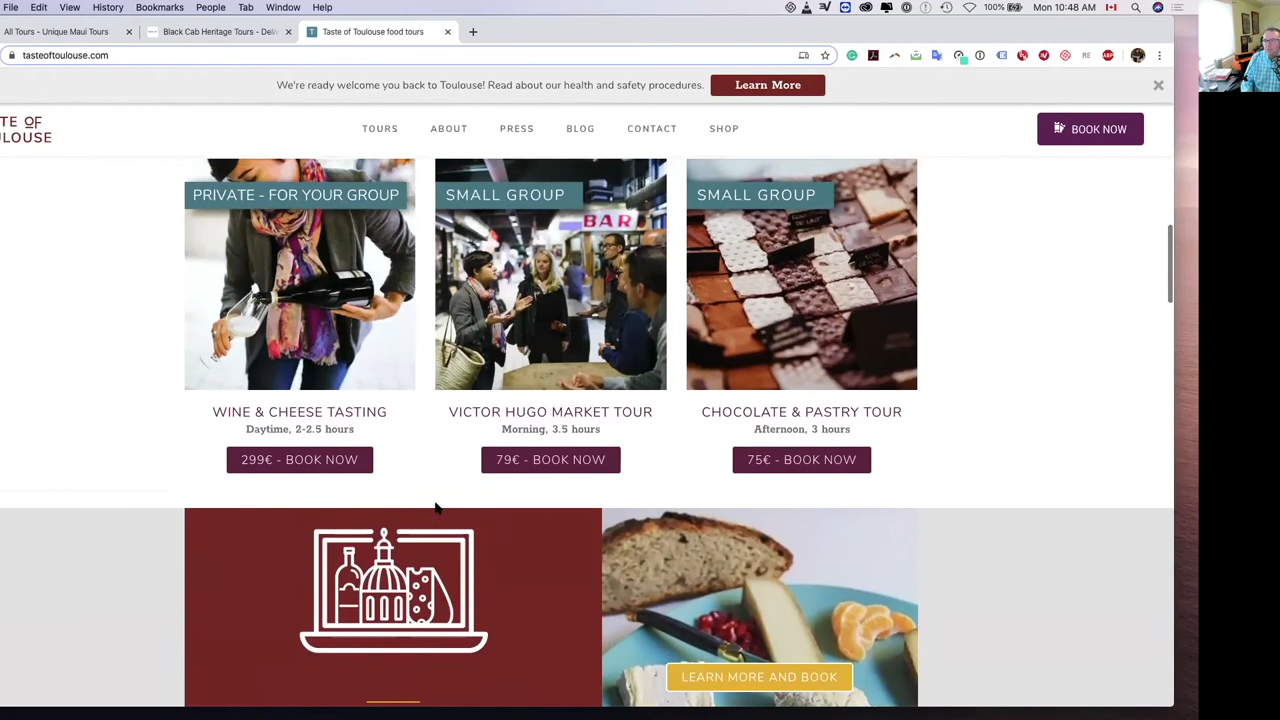 File Edit View History Bookmarks People Tab Window Help
100% Mon 10:48 AM
All Tours - Unique Maui Tours
Black Cab Heritage Tours - Deliv
Taste of Toulouse food tours
tasteoftoulouse.com
We're ready welcome you back to Toulouse! Read about our health and safety procedures. Learn More
TE OF
ULOUSE
TOURS ABOUT PRESS BLOG CONTACT SHOP
BOOK NOW
PRIVATE - FOR YOUR GROUP
SMALL GROUP
SMALL GROUP
BAR
WINE & CHEESE TASTING
Daytime, 2-2.5 hours
299€ - BOOK NOW
VICTOR HUGO MARKET TOUR
Morning, 3.5 hours
79€ - BOOK NOW
CHOCOLATE & PASTRY TOUR
Afternoon, 3 hours
75€ - BOOK NOW
LEARN MORE AND BOOK